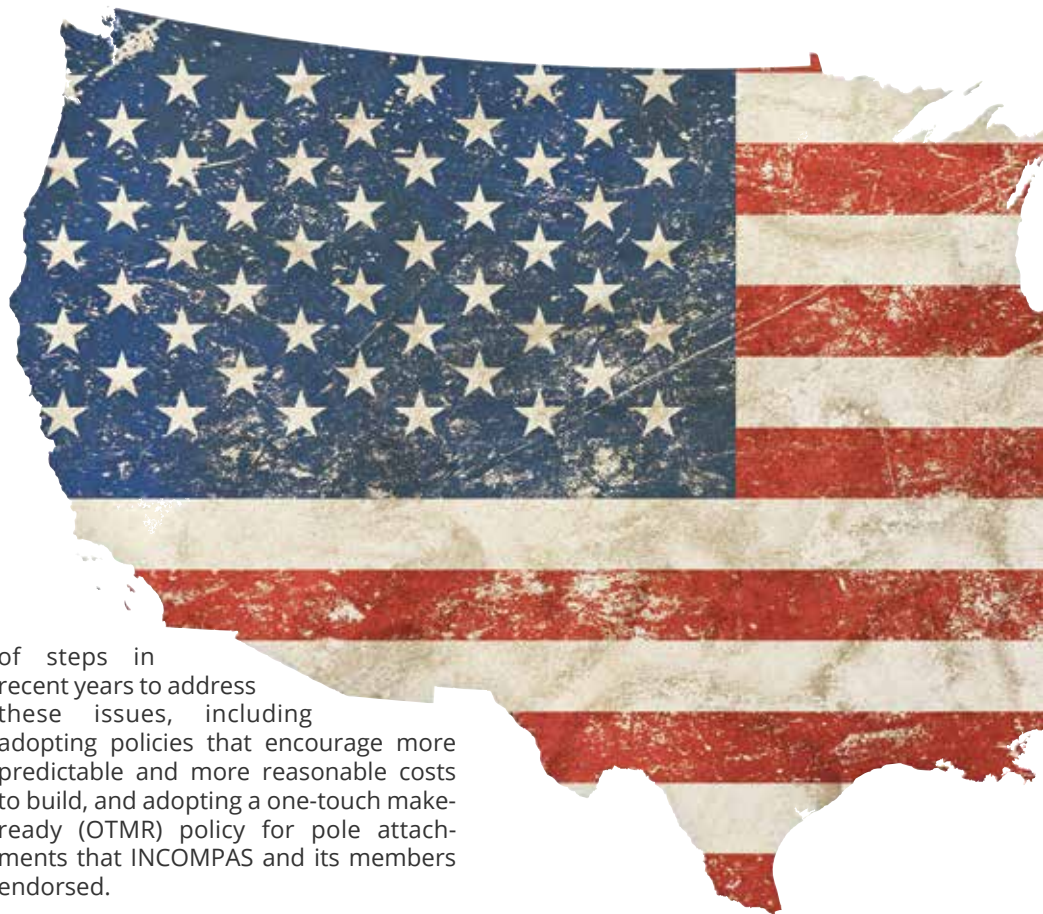 of steps in
recent years to address
these issues, including
adopting policies that encourage more
predictable and more reasonable costs
to build, and adopting a one-touch make-
ready (OTMR) policy for pole attach-
ments that INCOMPAS and its members
endorsed.